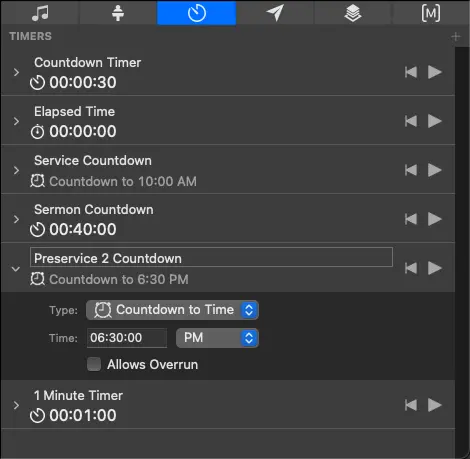 [M]
TIMERS +
Countdown Timer
00:00:30
Elapsed Time
00:00:00
Service Countdown
Countdown to 10:00 AM
Sermon Countdown
00:40:00
Preservice 2 Countdown
Countdown to 6:30 PM
Type: Countdown to Time
Time: 06:30:00 PM
Allows Overrun
1 Minute Timer
00:01:00